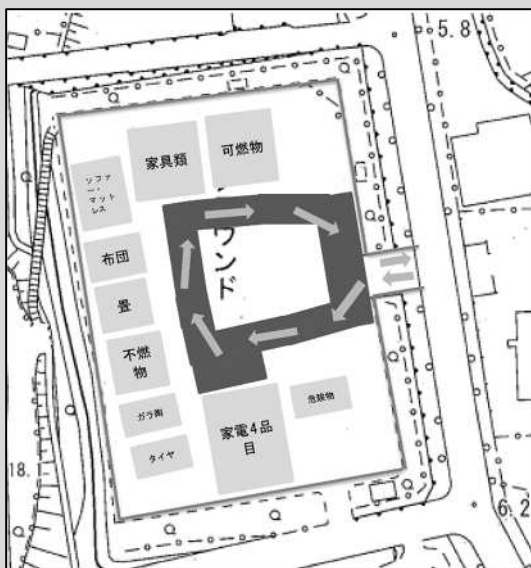 5.8
可燃物
家具類
ソファ
ー・
マット
レス
ウンド
布団
畳
不燃
物
ガラ陶
タイヤ
危険物
家電4品
目
18.
6.2